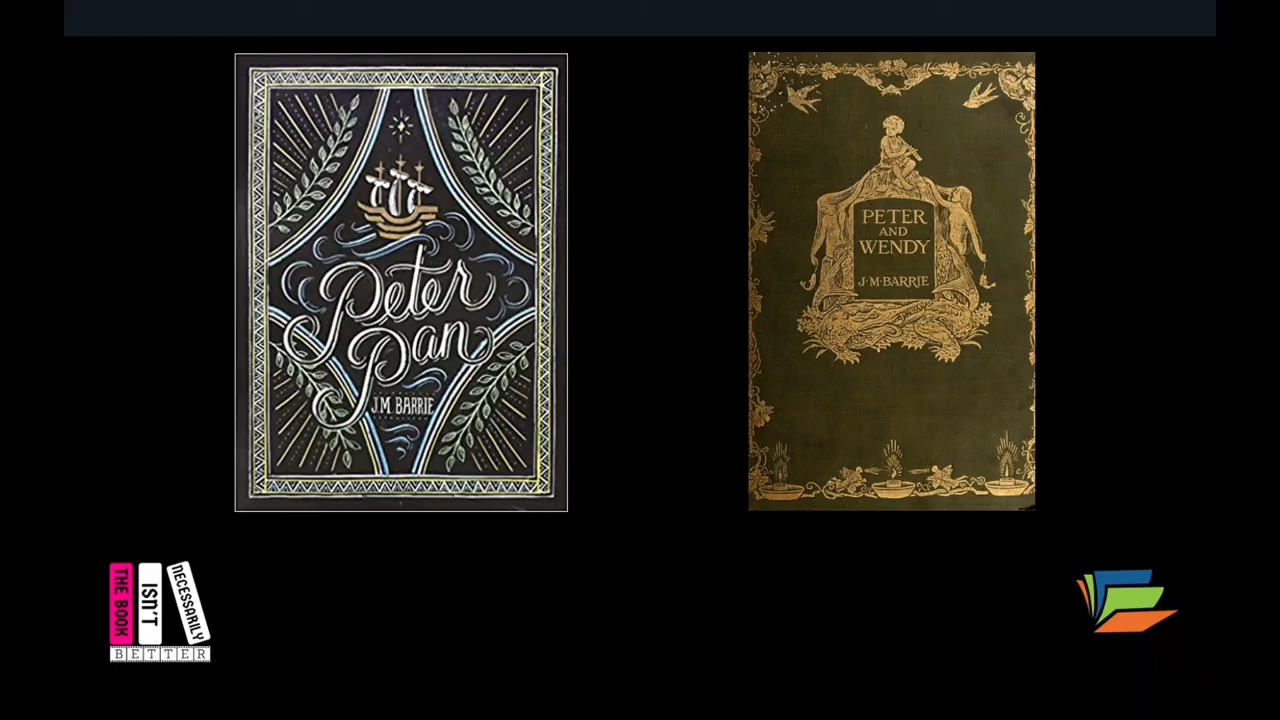 Peter
Pan
J.M. BARRIE
PETER
AND
WENDY
J·M·BARRIE
THE BOOK
ISN'T
NECESSARILY
BETTER